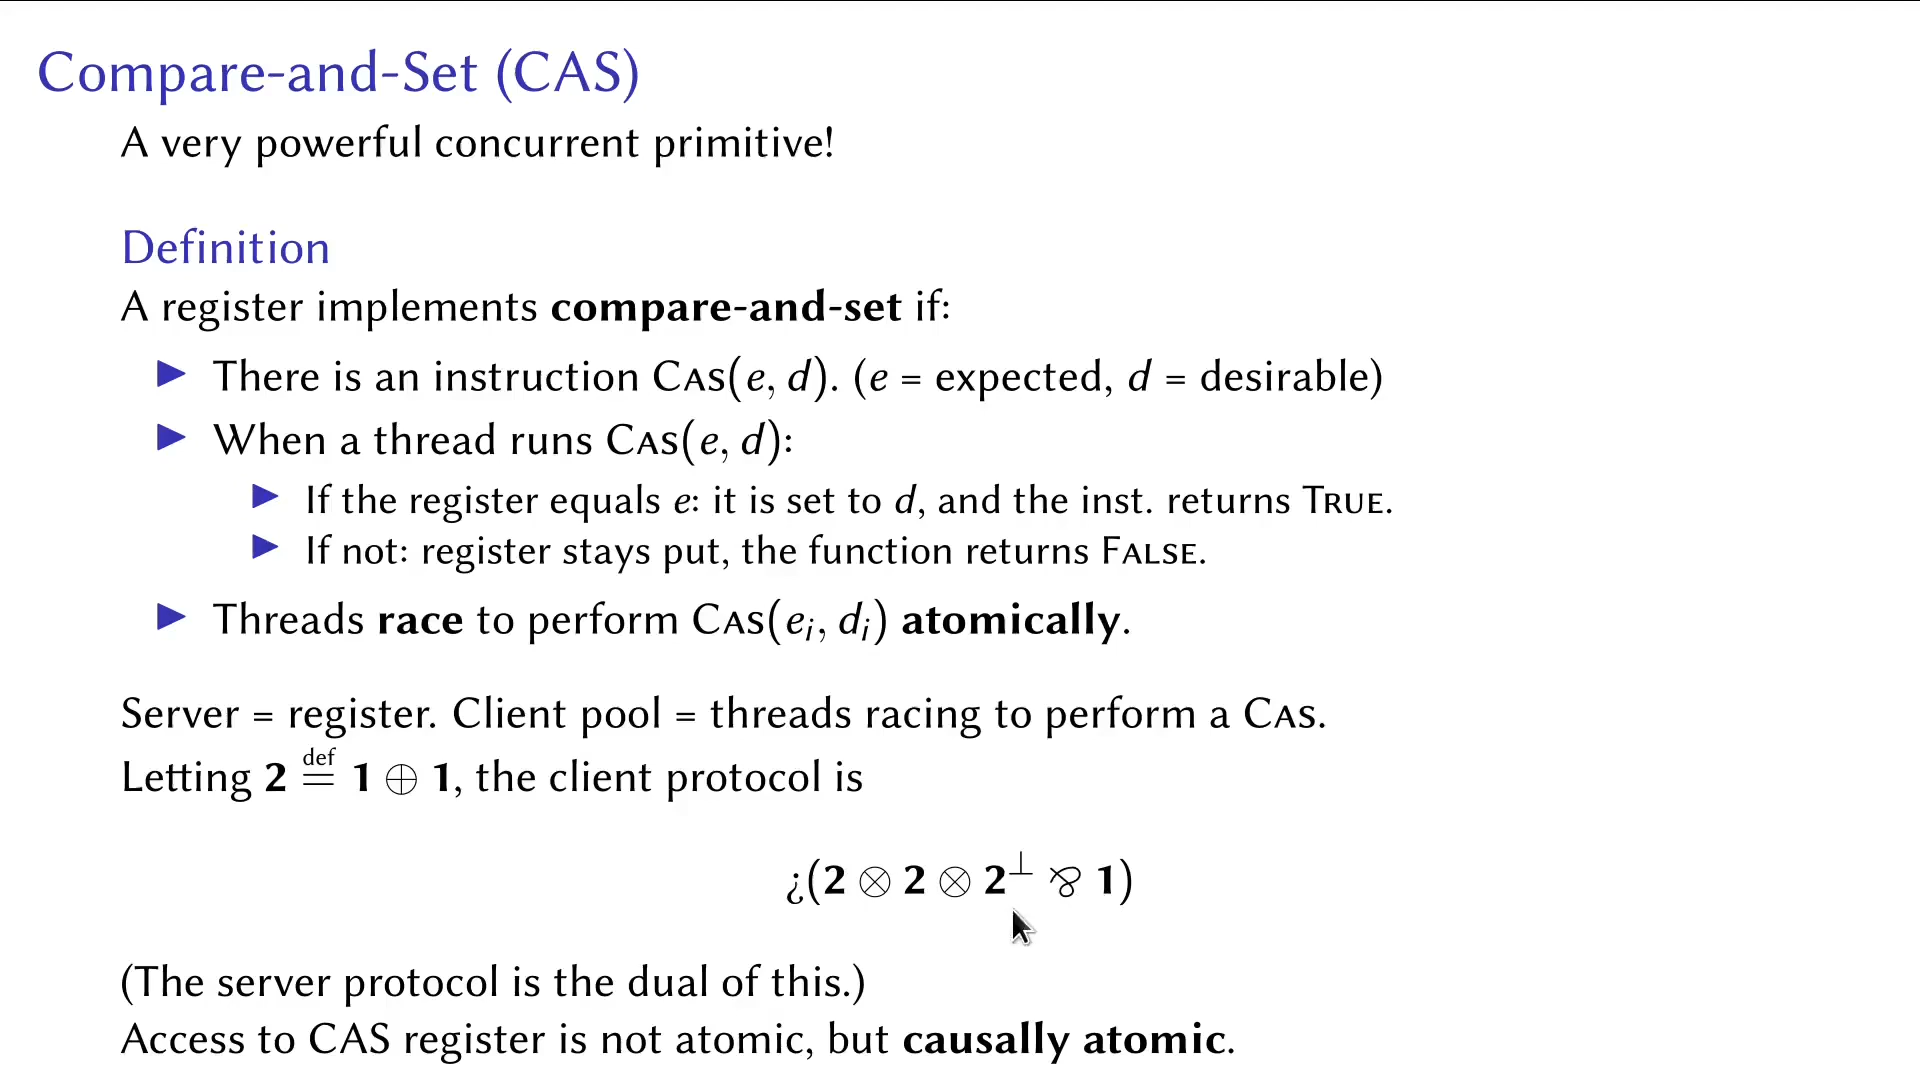 Compare-and-Set (CAS)
A very powerful concurrent primitive!
Definition
A register implements compare-and-set if:
▶ There is an instruction Cas(e, d). (e = expected, d = desirable)
▶ When a thread runs Cas(e, d):
▶ If the register equals e: it is set to d, and the inst. returns True.
▶ If not: register stays put, the function returns False.
▶ Threads race to perform Cas(eᵢ, dᵢ) atomically.
Server = register. Client pool = threads racing to perform a Cas.
Letting 2 ≝ 1 ⊕ 1, the client protocol is
¿(2 ⊗ 2 ⊗ 2⊥ ⅋ 1)
(The server protocol is the dual of this.)
Access to CAS register is not atomic, but causally atomic.